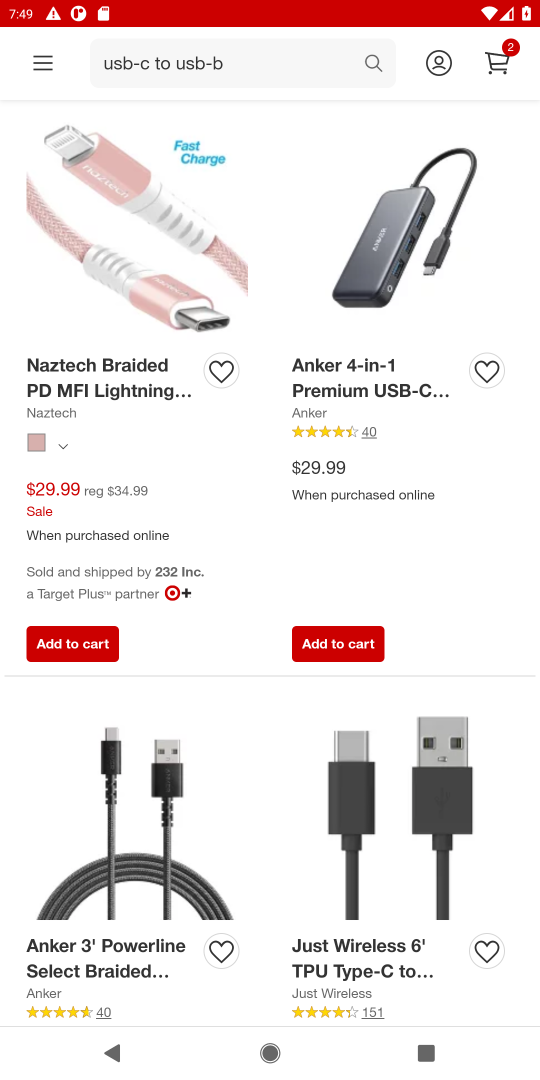 7:49
usb-c to usb-b
2
Fast
Charge
naztech
ANKER
Naztech Braided
PD MFI Lightning...
Naztech
$29.99 reg $34.99
Sale
When purchased online
Sold and shipped by 232 Inc.
a Target Plus™ partner
Add to cart
Anker 4-in-1
Premium USB-C...
Anker
40
$29.99
When purchased online
Add to cart
Anker 3' Powerline
Select Braided...
Anker
40
Just Wireless 6'
TPU Type-C to...
Just Wireless
151